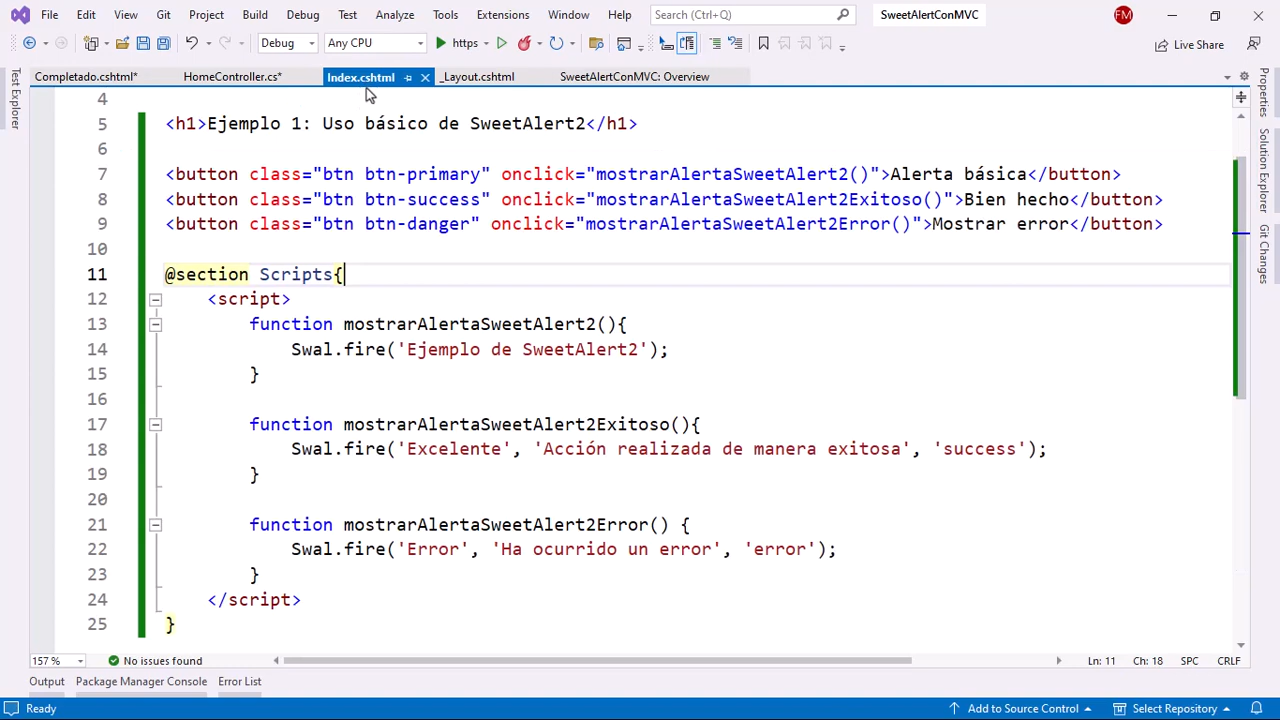 File Edit View Git Project Build Debug Test Analyze Tools Extensions Window Help Search (Ctrl+Q) SweetAlertConMVC FM
Debug Any CPU https Live Share
Completado.cshtml* HomeController.cs* Index.cshtml _Layout.cshtml SweetAlertConMVC: Overview
Test Explorer
Properties
Solution Explorer
Git Changes
4
5 <h1>Ejemplo 1: Uso básico de SweetAlert2</h1>
6
7 <button class="btn btn-primary" onclick="mostrarAlertaSweetAlert2()">Alerta básica</button>
8 <button class="btn btn-success" onclick="mostrarAlertaSweetAlert2Exitoso()">Bien hecho</button>
9 <button class="btn btn-danger" onclick="mostrarAlertaSweetAlert2Error()">Mostrar error</button>
10
11 @section Scripts{
12 <script>
13 function mostrarAlertaSweetAlert2(){
14 Swal.fire('Ejemplo de SweetAlert2');
15 }
16
17 function mostrarAlertaSweetAlert2Exitoso(){
18 Swal.fire('Excelente', 'Acción realizada de manera exitosa', 'success');
19 }
20
21 function mostrarAlertaSweetAlert2Error() {
22 Swal.fire('Error', 'Ha ocurrido un error', 'error');
23 }
24 </script>
25 }
157 % No issues found Ln: 11 Ch: 18 SPC CRLF
Output Package Manager Console Error List
Ready Add to Source Control Select Repository